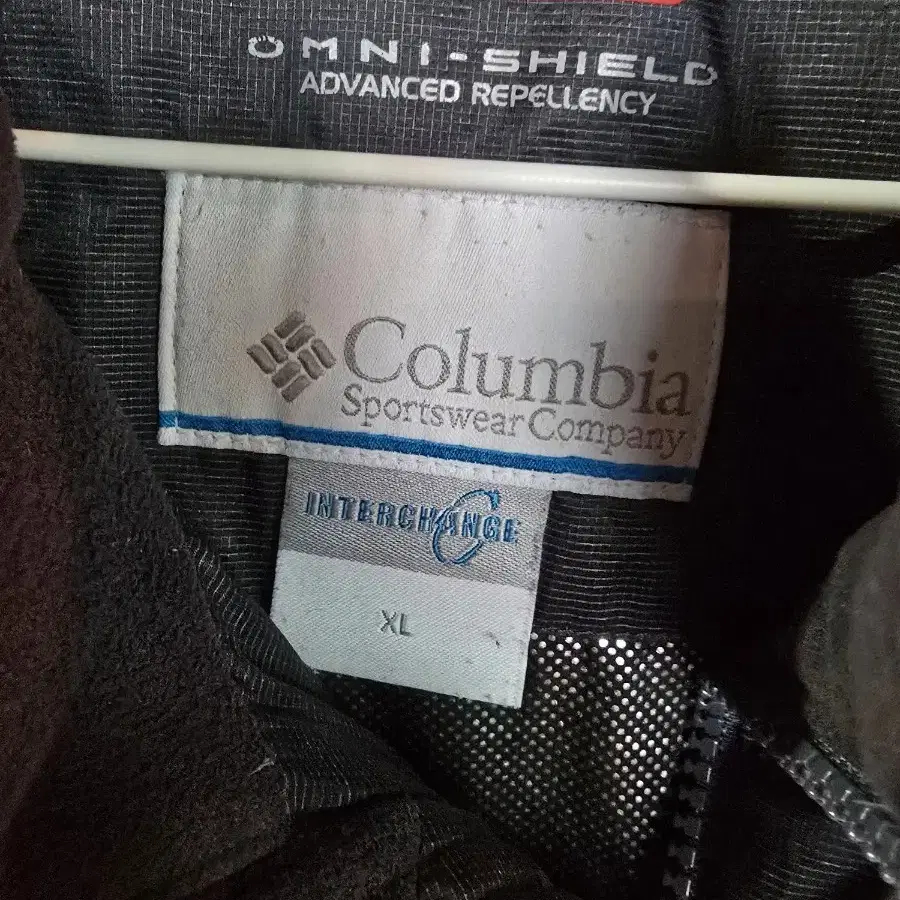 OMNI-SHIELD
ADVANCED REPELLENCY
Columbia
Sportswear Company
INTERCHANGE
XL